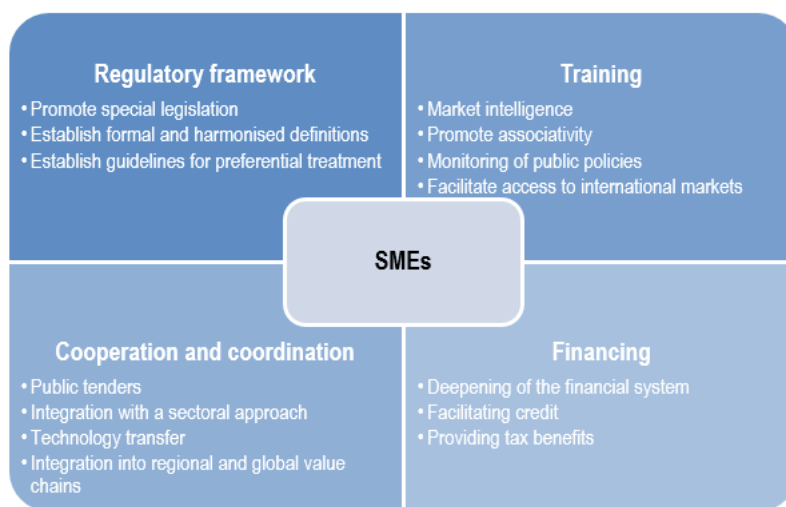 Regulatory framework
• Promote special legislation
• Establish formal and harmonised definitions
• Establish guidelines for preferential treatment
Training
• Market intelligence
• Promote associativity
• Monitoring of public policies
• Facilitate access to international markets
SMEs
Cooperation and coordination
• Public tenders
• Integration with a sectoral approach
• Technology transfer
• Integration into regional and global value
chains
Financing
• Deepening of the financial system
• Facilitating credit
• Providing tax benefits